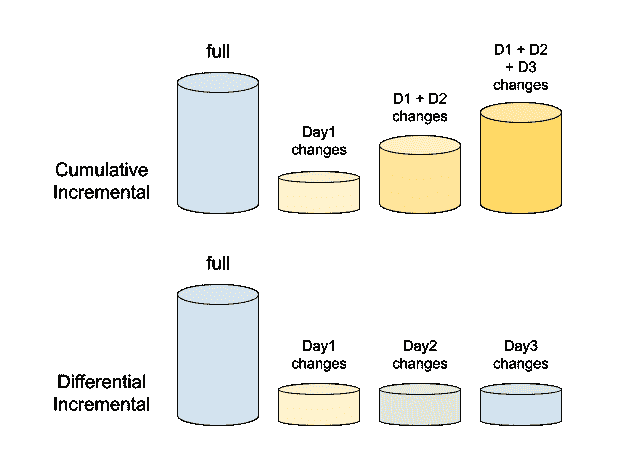 full
Day1
changes
D1 + D2
changes
D1 + D2
+ D3
changes
Cumulative
Incremental
full
Day1
changes
Day2
changes
Day3
changes
Differential
Incremental